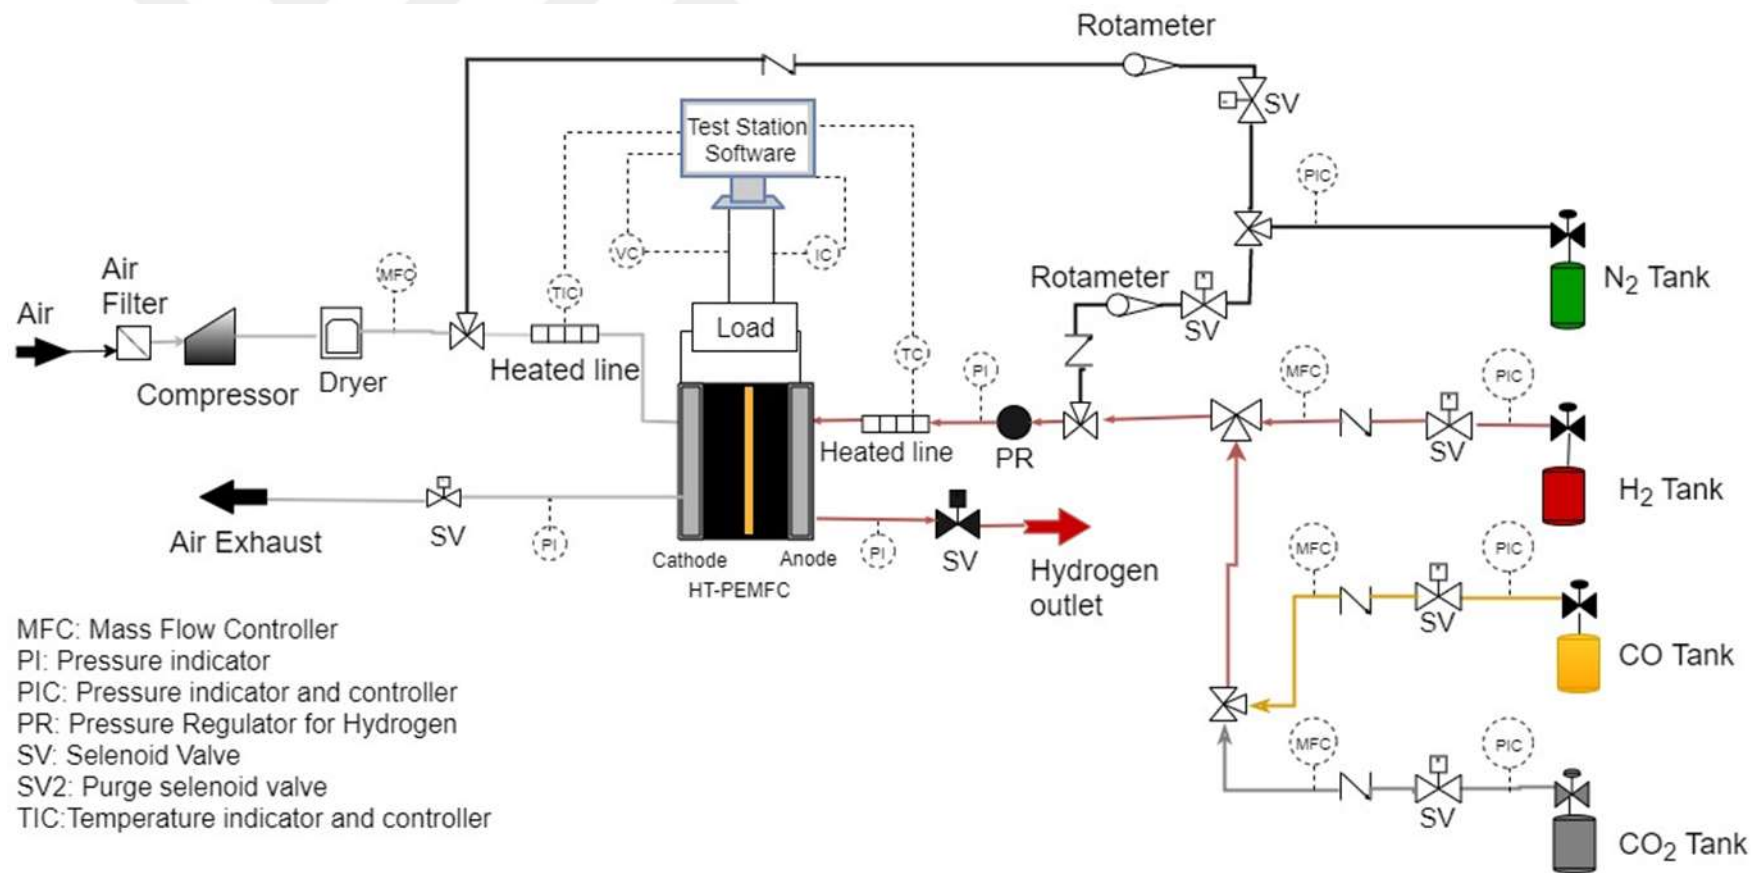 Rotameter
SV
Test Station
Software
PIC
VC
IC
Air
Filter
MFC
TIC
Rotameter
N2 Tank
Air
Load
SV
Compressor
Dryer
Heated line
TC
PI
MFC
PIC
Heated line
PR
SV
H2 Tank
Air Exhaust
SV
PI
Cathode
Anode
HT-PEMFC
PI
SV
Hydrogen
outlet
MFC
PIC
SV
CO Tank
MFC
PIC
SV
CO2 Tank
MFC: Mass Flow Controller
PI: Pressure indicator
PIC: Pressure indicator and controller
PR: Pressure Regulator for Hydrogen
SV: Selenoid Valve
SV2: Purge selenoid valve
TIC:Temperature indicator and controller